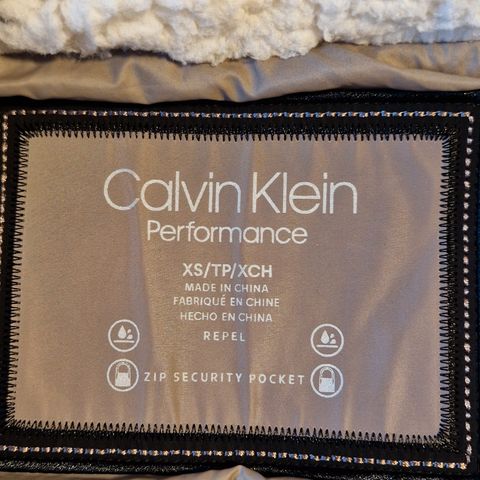 Calvin Klein
Performance
XS/TP/XCH
MADE IN CHINA
FABRIQUÉ EN CHINE
HECHO EN CHINA
REPEL
ZIP SECURITY POCKET